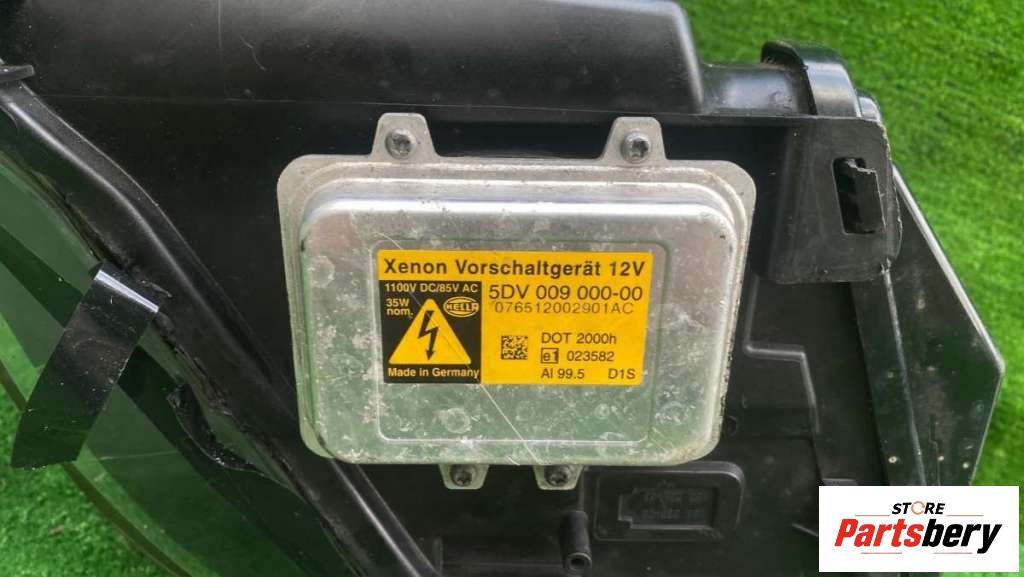 Xenon Vorschaltgerät 12V
1100V DC/85V AC
5DV 009 000-00
35W
nom.
HELLA
076512002901AC
DOT 2000h
e1 023582
Made in Germany
Al 99.5 D1S
STORE
Partsbery